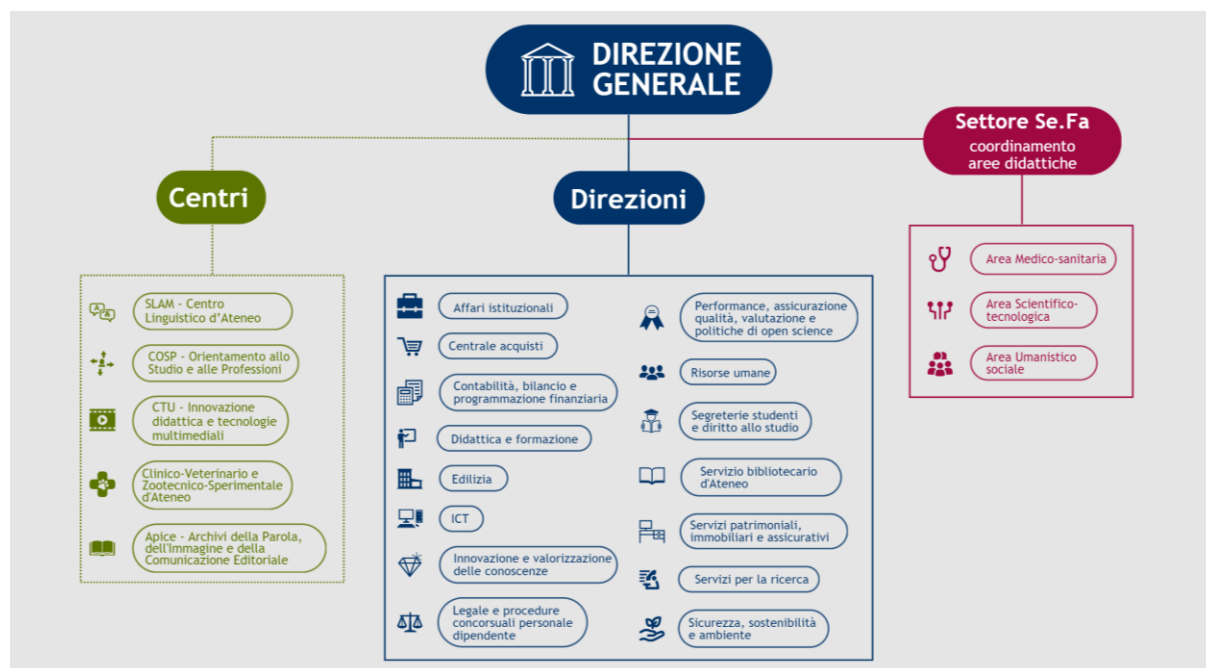 DIREZIONE
GENERALE
Settore Se.Fa
coordinamento
aree didattiche
Centri
Direzioni
SLAM - Centro
Linguistico d'Ateneo
COSP - Orientamento allo
Studio e alle Professioni
CTU - Innovazione
didattica e tecnologie
multimediali
Clinico-Veterinario e
Zootecnico-Sperimentale
d'Ateneo
Apice - Archivi della Parola,
dell'Immagine e della
Comunicazione Editoriale
Affari istituzionali
Centrale acquisti
Contabilità, bilancio e
programmazione finanziaria
Didattica e formazione
Edilizia
ICT
Innovazione e valorizzazione
delle conoscenze
Legale e procedure
concorsuali personale
dipendente
Performance, assicurazione
qualità, valutazione e
politiche di open science
Risorse umane
Segreterie studenti
e diritto allo studio
Servizio bibliotecario
d'Ateneo
Servizi patrimoniali,
immobiliari e assicurativi
Servizi per la ricerca
Sicurezza, sostenibilità
e ambiente
Area Medico-sanitaria
Area Scientifico-
tecnologica
Area Umanistico
sociale